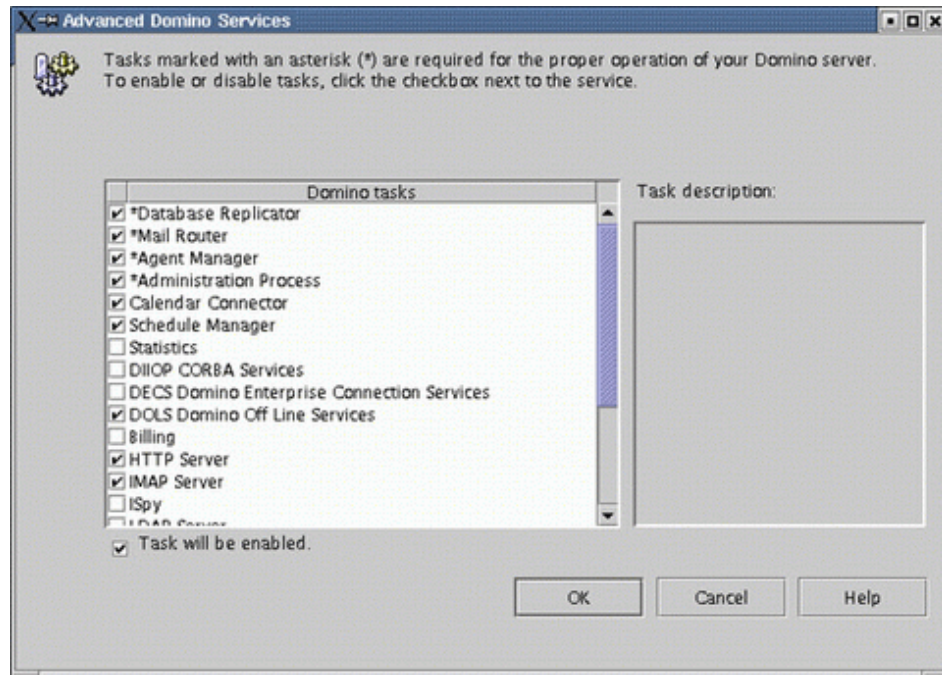 Advanced Domino Services
Tasks marked with an asterisk (*) are required for the proper operation of your Domino server.
To enable or disable tasks, click the checkbox next to the service.
Domino tasks
Task description:
*Database Replicator
*Mail Router
*Agent Manager
*Administration Process
Calendar Connector
Schedule Manager
Statistics
DIIOP CORBA Services
DECS Domino Enterprise Connection Services
DOLS Domino Off Line Services
Billing
HTTP Server
IMAP Server
ISpy
LDAP Server
Task will be enabled.
OK
Cancel
Help